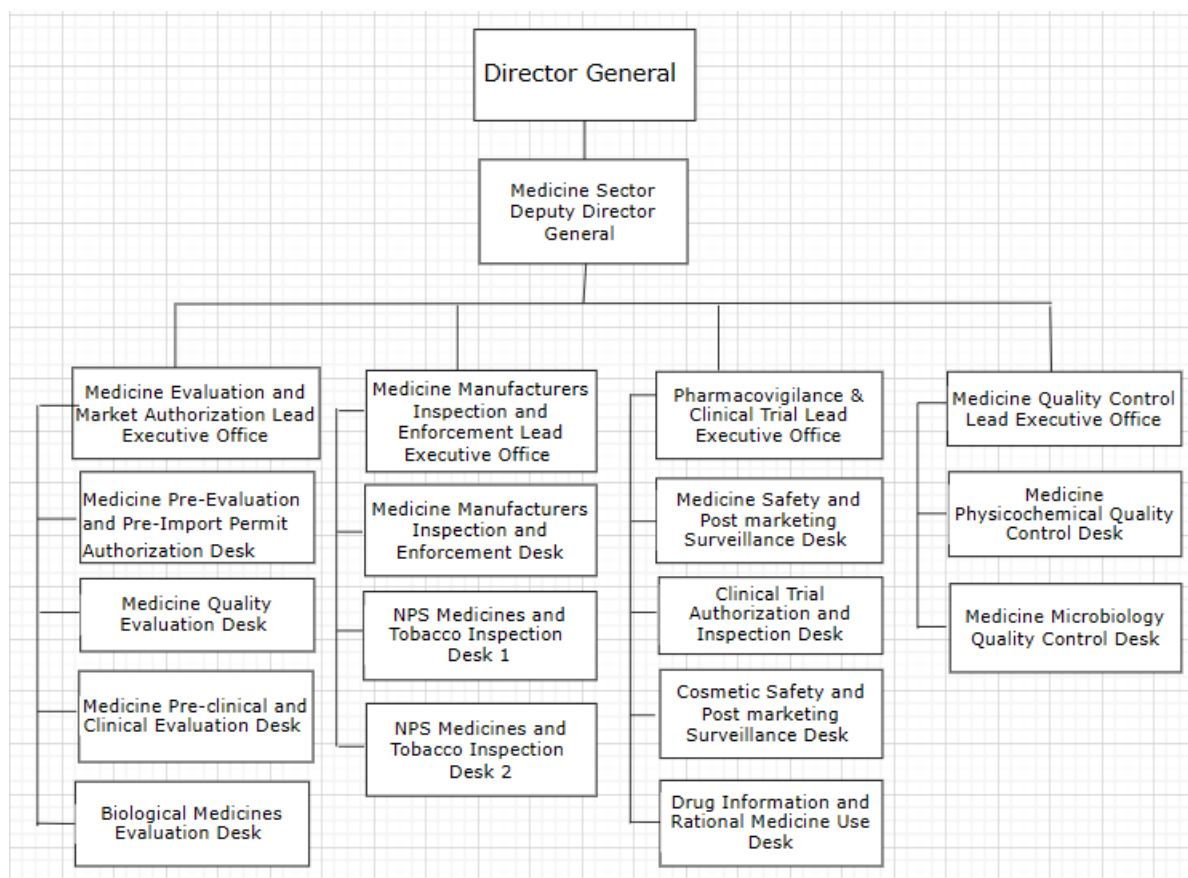 Director General
Medicine Sector
Deputy Director
General
Medicine Evaluation and
Market Authorization Lead
Executive Office
Medicine Pre-Evaluation
and Pre-Import Permit
Authorization Desk
Medicine Quality
Evaluation Desk
Medicine Pre-clinical and
Clinical Evaluation Desk
Biological Medicines
Evaluation Desk
Medicine Manufacturers
Inspection and
Enforcement Lead
Executive Office
Medicine Manufacturers
Inspection and
Enforcement Desk
NPS Medicines and
Tobacco Inspection
Desk 1
NPS Medicines and
Tobacco Inspection
Desk 2
Pharmacovigilance &
Clinical Trial Lead
Executive Office
Medicine Safety and
Post marketing
Surveillance Desk
Clinical Trial
Authorization and
Inspection Desk
Cosmetic Safety and
Post marketing
Surveillance Desk
Drug Information and
Rational Medicine Use
Desk
Medicine Quality Control
Lead Executive Office
Medicine
Physicochemical Quality
Control Desk
Medicine Microbiology
Quality Control Desk